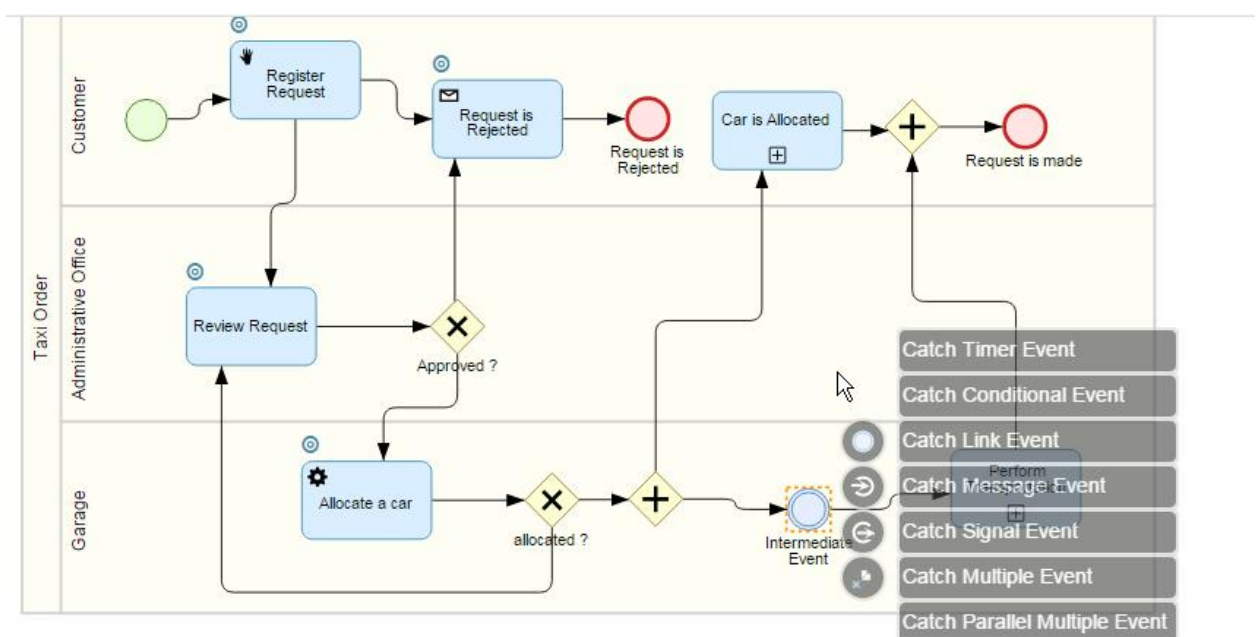 Taxi Order
Customer
Register
Request
Request is
Rejected
Request is
Rejected
Car is Allocated
Request is made
Administrative Office
Review Request
Approved ?
Garage
Allocate a car
allocated ?
Intermediate
Event
Perform
Catch Timer Event
Catch Conditional Event
Catch Link Event
Catch Message Event
Catch Signal Event
Catch Multiple Event
Catch Parallel Multiple Event